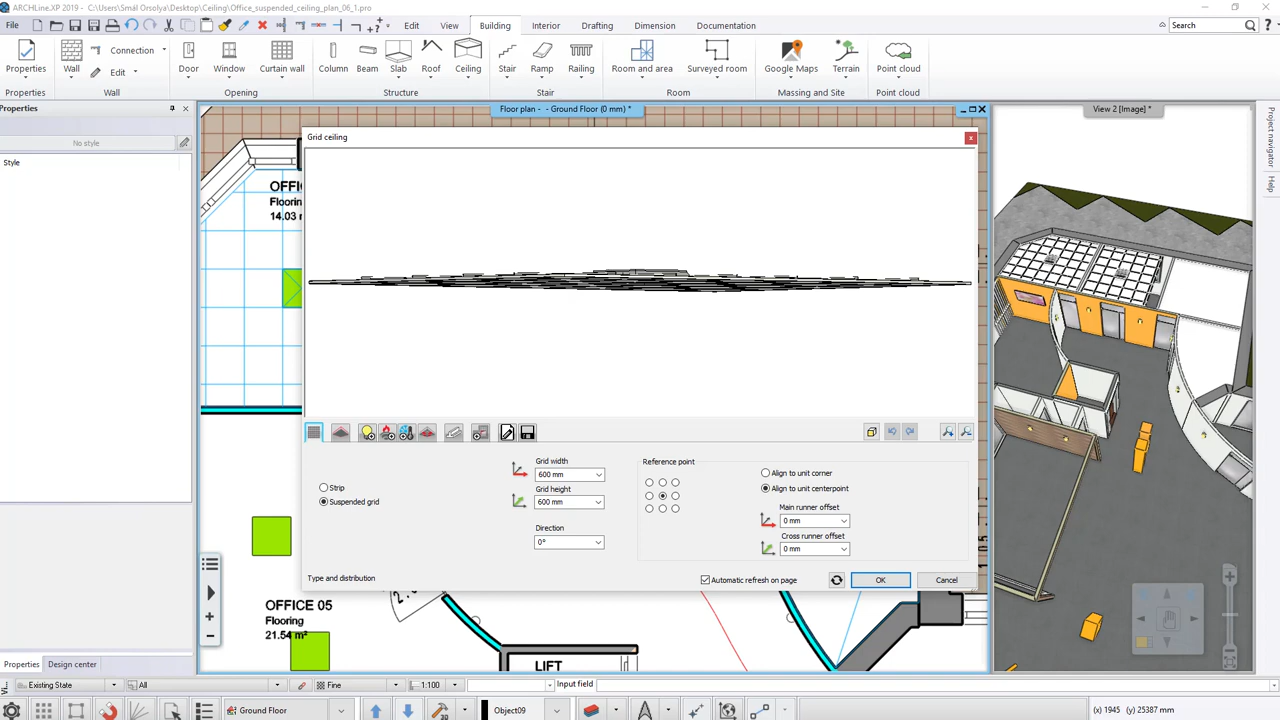 ARCHLine.XP 2019 - C:\Users\Smál Orsolya\Desktop\Ceiling\Office_suspended_ceiling_plan_06_1.pro
File
Edit
View
Building
Interior
Drafting
Dimension
Documentation
Search
Properties
Wall
Connection
Edit
Door
Window
Curtain wall
Column
Beam
Slab
Roof
Ceiling
Stair
Ramp
Railing
Room and area
Surveyed room
Google Maps
Terrain
Point cloud
Properties
Wall
Opening
Structure
Stair
Room
Massing and Site
Point cloud
Properties
No style
Style
Floor plan - - Ground Floor (0 mm) *
View 2 [Image] *
Project navigator
Help
Grid ceiling
OFFI
Floorin
14.03 m
Strip
Suspended grid
Grid width
600 mm
Grid height
600 mm
Direction
0°
Reference point
Align to unit corner
Align to unit centerpoint
Main runner offset
0 mm
Cross runner offset
0 mm
Type and distribution
Automatic refresh on page
OK
Cancel
OFFICE 05
Flooring
21.54 m²
LIFT
Properties
Design center
Existing State
All
Fine
1:100
Input field
Ground Floor
Object09
(x) 1945 (y) 25387 mm